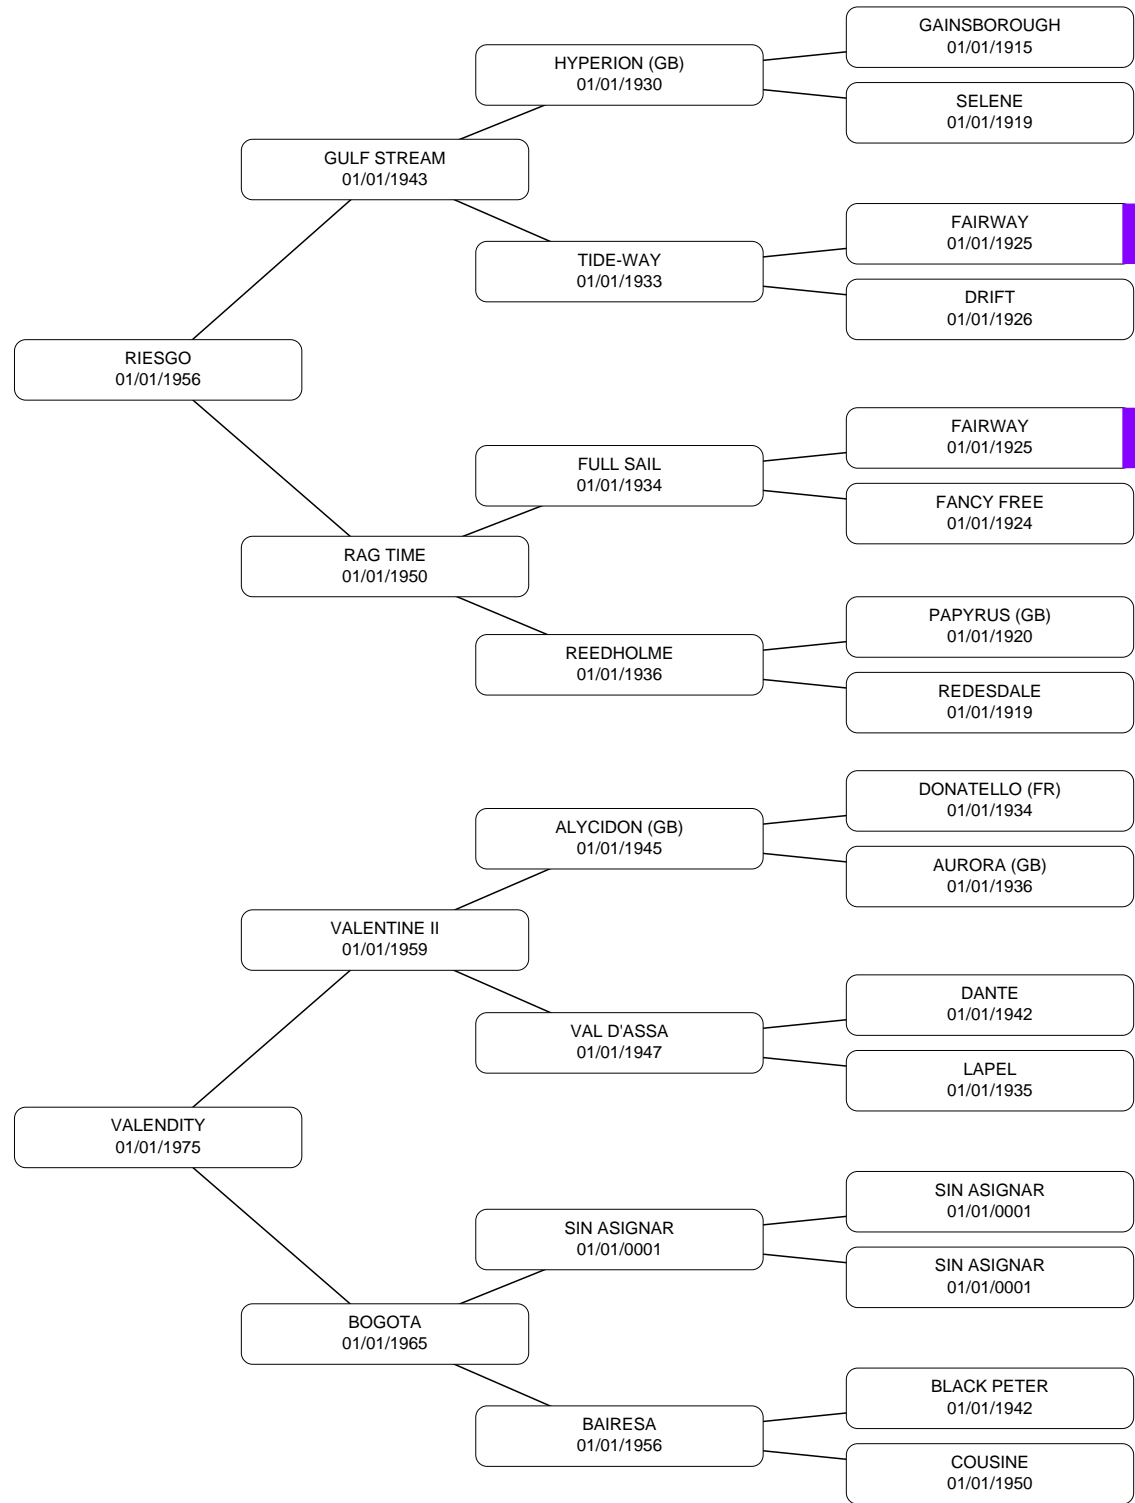 GAINSBOROUGH
01/01/1915
HYPERION (GB)
01/01/1930
SELENE
01/01/1919
GULF STREAM
01/01/1943
FAIRWAY
01/01/1925
TIDE-WAY
01/01/1933
DRIFT
01/01/1926
RIESGO
01/01/1956
FAIRWAY
01/01/1925
FULL SAIL
01/01/1934
FANCY FREE
01/01/1924
RAG TIME
01/01/1950
PAPYRUS (GB)
01/01/1920
REEDHOLME
01/01/1936
REDESDALE
01/01/1919
DONATELLO (FR)
01/01/1934
ALYCIDON (GB)
01/01/1945
AURORA (GB)
01/01/1936
VALENTINE II
01/01/1959
DANTE
01/01/1942
VAL D'ASSA
01/01/1947
LAPEL
01/01/1935
VALENDITY
01/01/1975
SIN ASIGNAR
01/01/0001
SIN ASIGNAR
01/01/0001
SIN ASIGNAR
01/01/0001
BOGOTA
01/01/1965
BLACK PETER
01/01/1942
BAIRESA
01/01/1956
COUSINE
01/01/1950